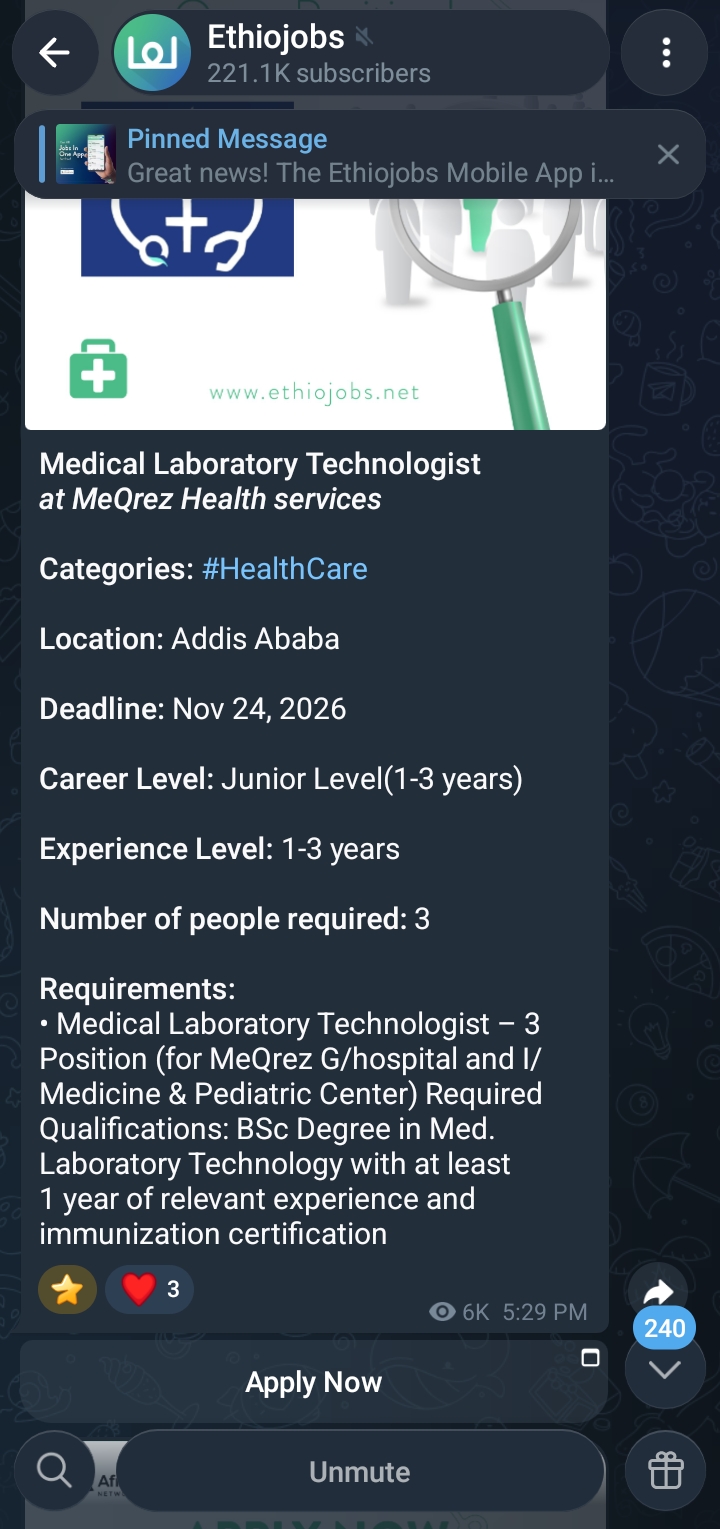 Ethiojobs
221.1K subscribers
Pinned Message
Great news! The Ethiojobs Mobile App i...
www.ethiojobs.net
Medical Laboratory Technologist
at MeQrez Health services
Categories: #HealthCare
Location: Addis Ababa
Deadline: Nov 24, 2026
Career Level: Junior Level(1-3 years)
Experience Level: 1-3 years
Number of people required: 3
Requirements:
• Medical Laboratory Technologist – 3
Position (for MeQrez G/hospital and I/
Medicine & Pediatric Center) Required
Qualifications: BSc Degree in Med.
Laboratory Technology with at least
1 year of relevant experience and
immunization certification
3
6K 5:29 PM
240
Apply Now
Unmute
APPLY NOW